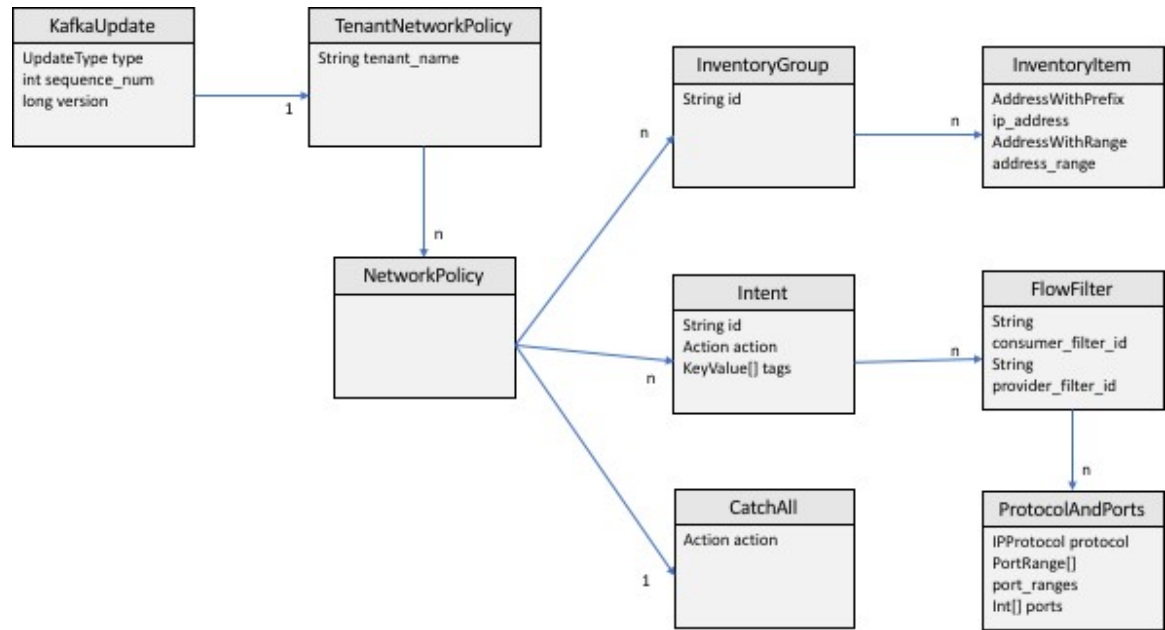 KafkaUpdate
UpdateType type
int sequence_num
long version
1
TenantNetworkPolicy
String tenant_name
n
NetworkPolicy
n
InventoryGroup
String id
n
InventoryItem
AddressWithPrefix
ip_address
AddressWithRange
address_range
n
Intent
String id
Action action
KeyValue[] tags
n
FlowFilter
String
consumer_filter_id
String
provider_filter_id
n
1
CatchAll
Action action
ProtocolAndPorts
IPProtocol protocol
PortRange[]
port_ranges
Int[] ports